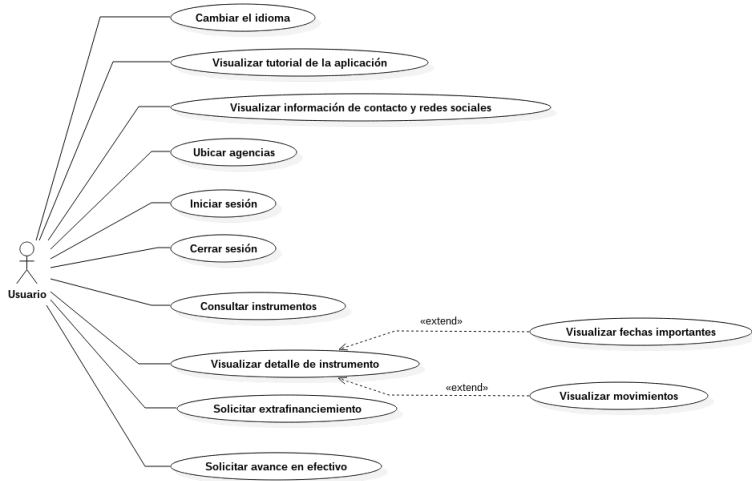 Cambiar el idioma
Visualizar tutorial de la aplicación
Visualizar información de contacto y redes sociales
Ubicar agencias
Iniciar sesión
Cerrar sesión
Usuario
Consultar instrumentos
«extend»
Visualizar fechas importantes
Visualizar detalle de instrumento
«extend»
Visualizar movimientos
Solicitar extrafinanciemiento
Solicitar avance en efectivo